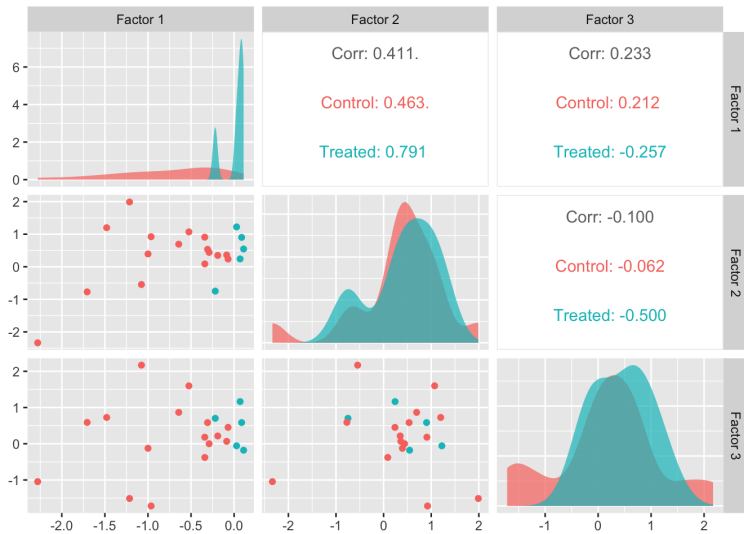 Factor 1
Factor 2
Factor 3
6
4
2
0
Corr: 0.411.
Control: 0.463.
Treated: 0.791
Corr: 0.233
Control: 0.212
Treated: -0.257
Factor 1
2
1
0
-1
-2
Corr: -0.100
Control: -0.062
Treated: -0.500
Factor 2
2
1
0
-1
Factor 3
-2.0 -1.5 -1.0 -0.5 0.0
-2 -1 0 1 2
-1 0 1 2